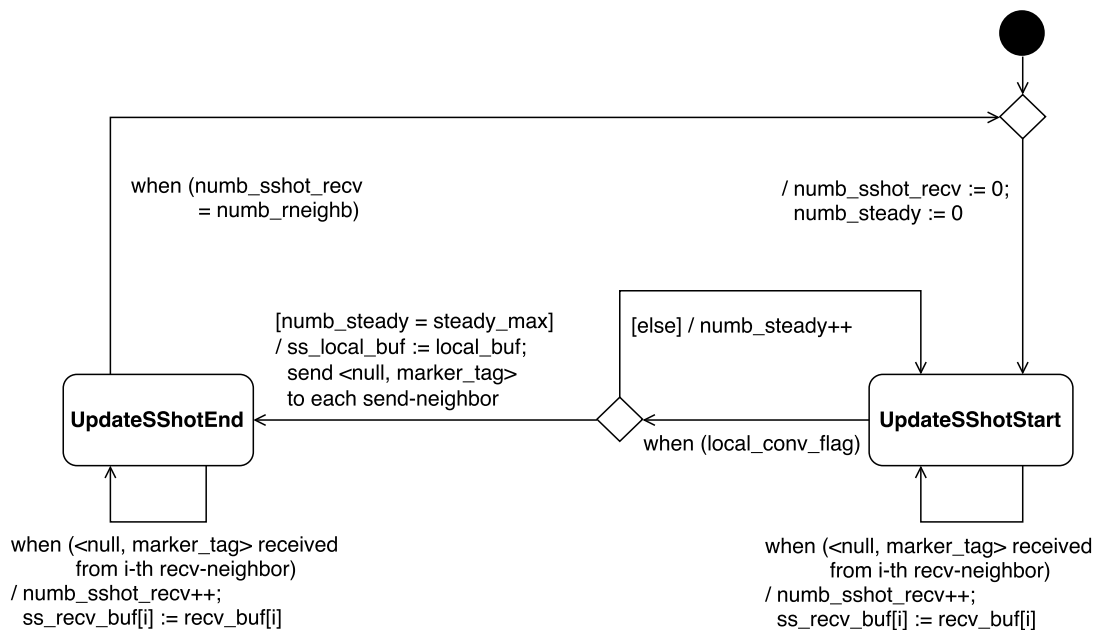 when (numb_sshot_recv
= numb_rneighb)
/ numb_sshot_recv := 0;
numb_steady := 0
[numb_steady = steady_max]
/ ss_local_buf := local_buf;
send <null, marker_tag>
to each send-neighbor
[else] / numb_steady++
UpdateSShotEnd
UpdateSShotStart
when (local_conv_flag)
when (<null, marker_tag> received
from i-th recv-neighbor)
/ numb_sshot_recv++;
ss_recv_buf[i] := recv_buf[i]
when (<null, marker_tag> received
from i-th recv-neighbor)
/ numb_sshot_recv++;
ss_recv_buf[i] := recv_buf[i]